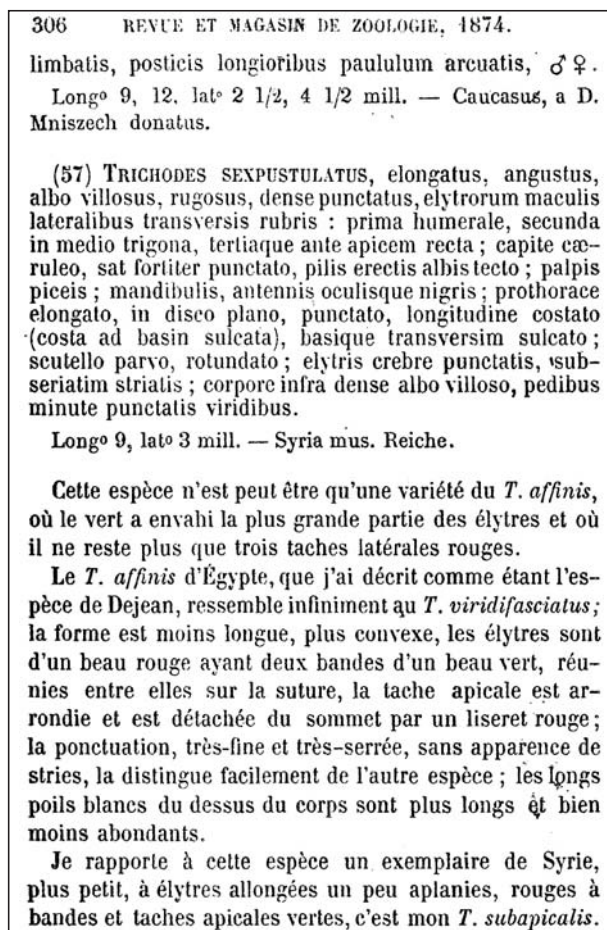 306 REVUE ET MAGASIN DE ZOOLOGIE, 1874.
limbatis, posticis longioribus paululum arcuatis, ♂♀.
Longº 9, 12. latº 2 1/2, 4 1/2 mill. — Caucasus, a D.
Mniszech donatus.
(57) TRICHODES SEXPUSTULATUS, elongatus, angustus,
albo villosus, rugosus, dense punctatus, elytrorum maculis
lateralibus transversis rubris : prima humerale, secunda
in medio trigona, tertiaque ante apicem recta ; capite cæ-
ruleo, sat fortiter punctato, pilis erectis albis tecto ; palpis
piceis ; mandibulis, antennis oculisque nigris ; prothorace
elongato, in disco plano, punctato, longitudine costato
(costa ad basin sulcata), basique transversim sulcato ;
scutello parvo, rotundato ; elytris crebre punctatis, sub-
seriatim striatis ; corpore infra dense albo villoso, pedibus
minute punctatis viridibus.
Longº 9, latº 3 mill. — Syria mus. Reiche.
Cette espèce n'est peut être qu'une variété du T. affinis,
où le vert a envahi la plus grande partie des élytres et où
il ne reste plus que trois taches latérales rouges.
Le T. affinis d'Égypte, que j'ai décrit comme étant l'es-
pèce de Dejean, ressemble infiniment au T. viridifasciatus ;
la forme est moins longue, plus convexe, les élytres sont
d'un beau rouge ayant deux bandes d'un beau vert, réu-
nies entre elles sur la suture, la tache apicale est ar-
rondie et est détachée du sommet par un liseret rouge ;
la ponctuation, très-fine et très-serrée, sans apparence de
stries, la distingue facilement de l'autre espèce ; les longs
poils blancs du dessus du corps sont plus longs et bien
moins abondants.
Je rapporte à cette espèce un exemplaire de Syrie,
plus petit, à élytres allongées un peu aplanies, rouges à
bandes et taches apicales vertes, c'est mon T. subapicalis.